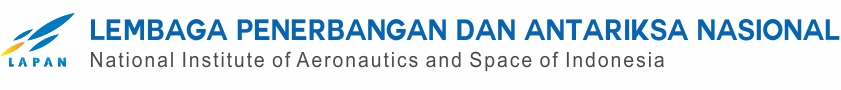 LEMBAGA PENERBANGAN DAN ANTARIKSA NASIONAL
National Institute of Aeronautics and Space of Indonesia
LAPAN